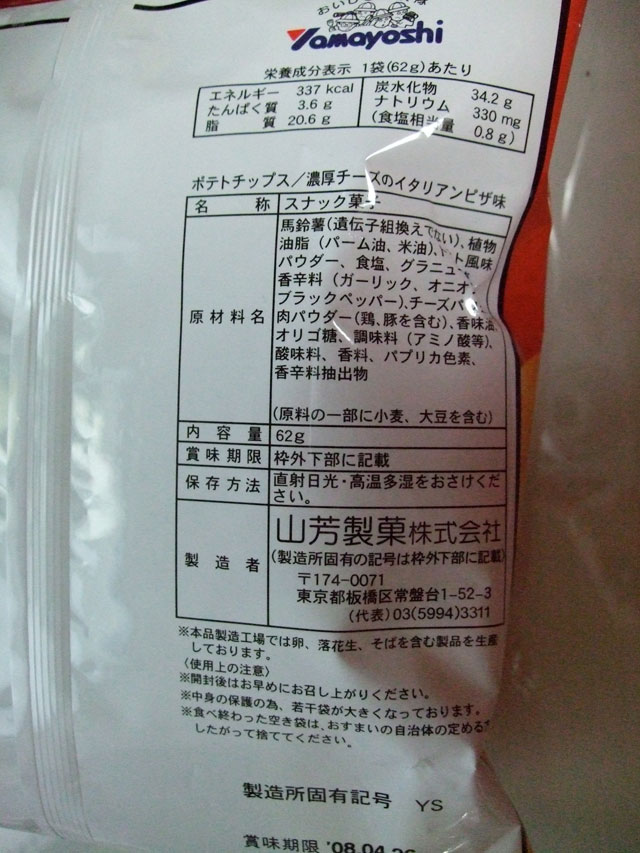 おいし
Yamayoshi
栄養成分表示 1袋(62g)あたり
エネルギー 337 kcal
たんぱく質 3.6 g
脂質 20.6 g
炭水化物 34.2 g
ナトリウム 330 mg
(食塩相当量 0.8 g)
ポテトチップス/濃厚チーズのイタリアンピザ味
名称 スナック菓子
原材料名
馬鈴薯(遺伝子組換えでない)、植物
油脂(パーム油、米油)、ト風味
パウダー、食塩、グラニュ
香辛料(ガーリック、オニオ
ブラックペッパー)、チーズパ
肉パウダー(鶏、豚を含む)、香味油
オリゴ糖、調味料(アミノ酸等)、
酸味料、香料、パプリカ色素、
香辛料抽出物
(原料の一部に小麦、大豆を含む)
内容量 62g
賞味期限 枠外下部に記載
保存方法 直射日光・高温多湿をおさけくだ
さい。
製造者
山芳製菓株式会社
(製造所固有の記号は枠外下部に記載)
〒174-0071
東京都板橋区常盤台1-52-3
(代表)03(5994)3311
※本品製造工場では卵、落花生、そばを含む製品を生産
しております。
〈使用上の注意〉
※開封後はお早めにお召し上がりください。
※中身の保護の為、若干袋が大きくなっております。
※食べ終わった空き袋は、おすまいの自治体の定める
したがって捨ててください。
製造所固有記号 YS
賞味期限 '08.04.